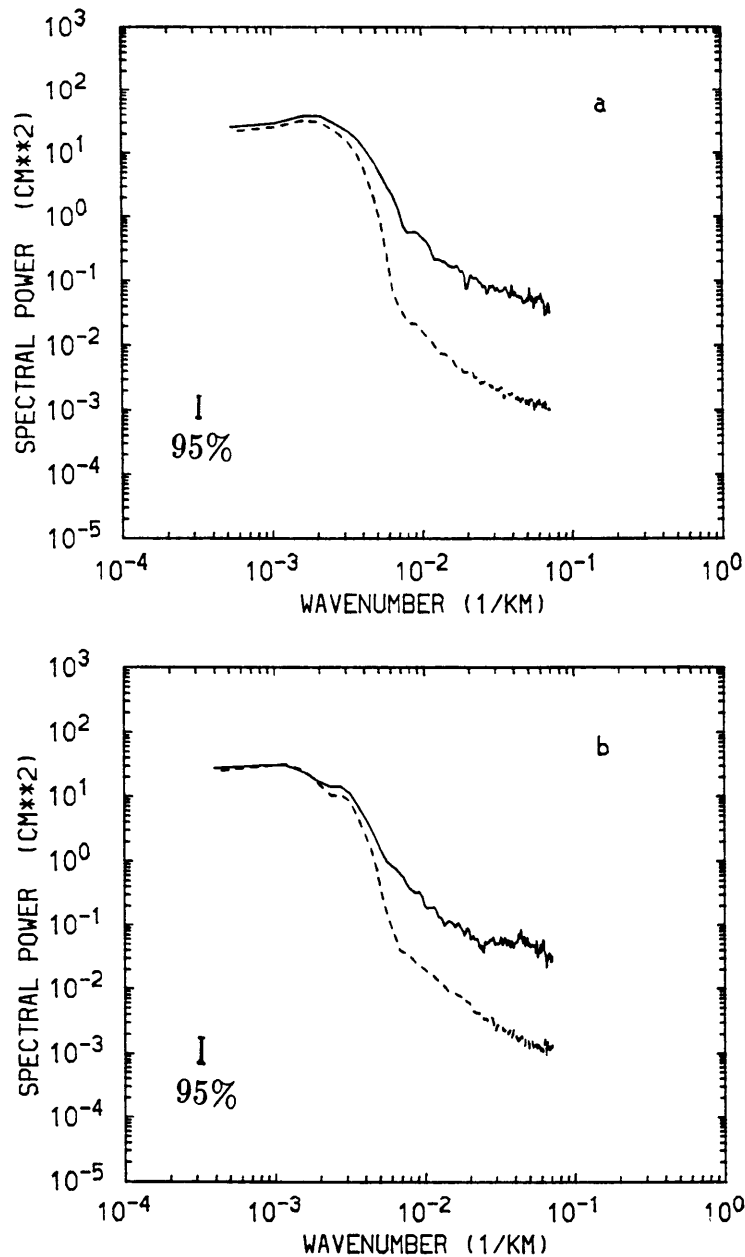 10³
10²
10¹
10⁰
10⁻¹
10⁻²
10⁻³
10⁻⁴
10⁻⁵
SPECTRAL POWER (CM**2)
a
95%
10⁻⁴ 10⁻³ 10⁻² 10⁻¹ 10⁰
WAVENUMBER (1/KM)
10³
10²
10¹
10⁰
10⁻¹
10⁻²
10⁻³
10⁻⁴
10⁻⁵
SPECTRAL POWER (CM**2)
b
95%
10⁻⁴ 10⁻³ 10⁻² 10⁻¹ 10⁰
WAVENUMBER (1/KM)